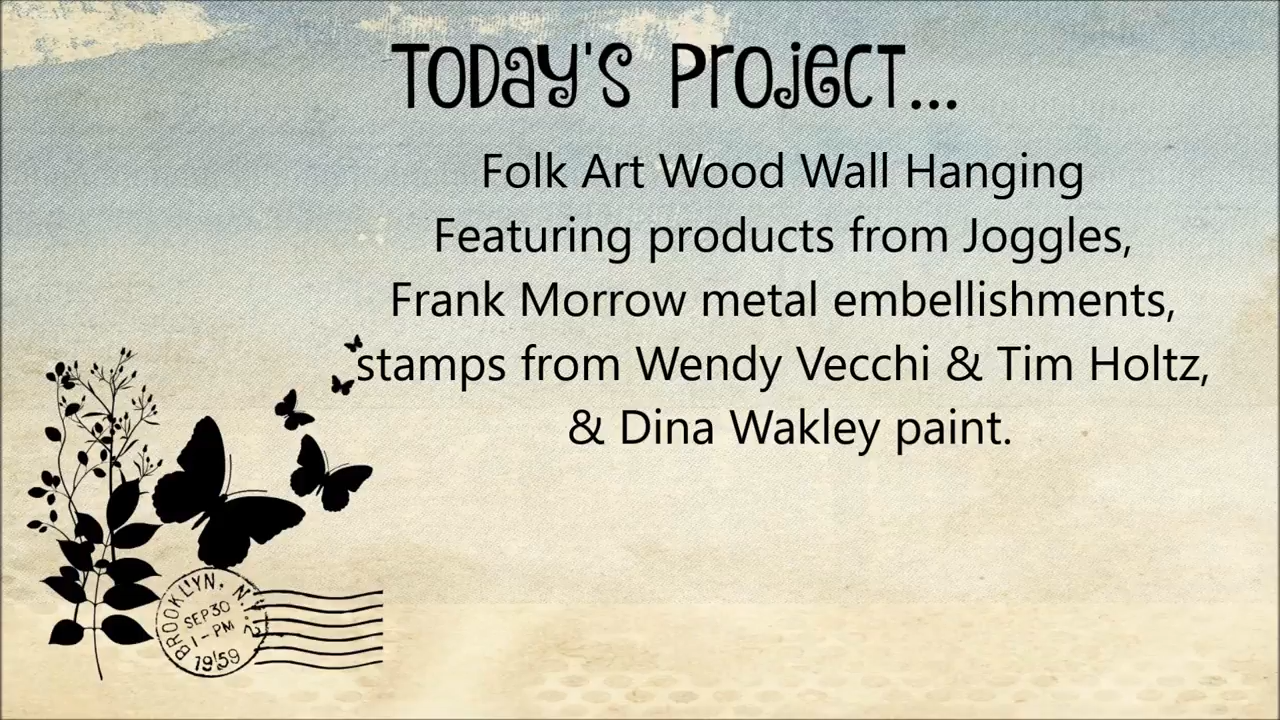 TODAY'S PROJECT...
Folk Art Wood Wall Hanging
Featuring products from Joggles,
Frank Morrow metal embellishments,
stamps from Wendy Vecchi & Tim Holtz,
& Dina Wakley paint.
BROOKLYN, N.Y.
SEP 30
1-PM
1959